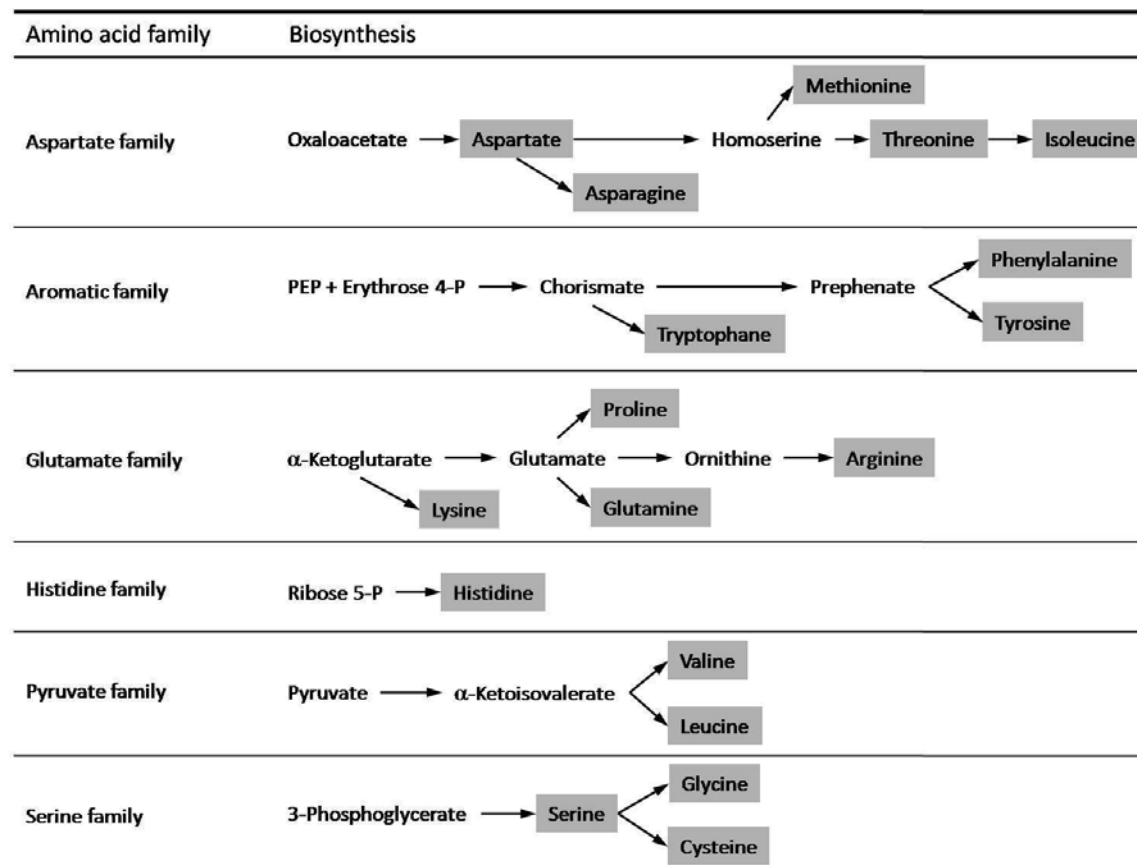 Amino acid family Biosynthesis
Methionine
Aspartate family Oxaloacetate Aspartate Homoserine Threonine Isoleucine
Asparagine
Phenylalanine
Aromatic family PEP + Erythrose 4-P Chorismate Prephenate
Tryptophane Tyrosine
Proline
Glutamate family α-Ketoglutarate Glutamate Ornithine Arginine
Lysine Glutamine
Histidine family Ribose 5-P Histidine
Valine
Pyruvate family Pyruvate α-Ketoisovalerate
Leucine
Glycine
Serine family 3-Phosphoglycerate Serine
Cysteine